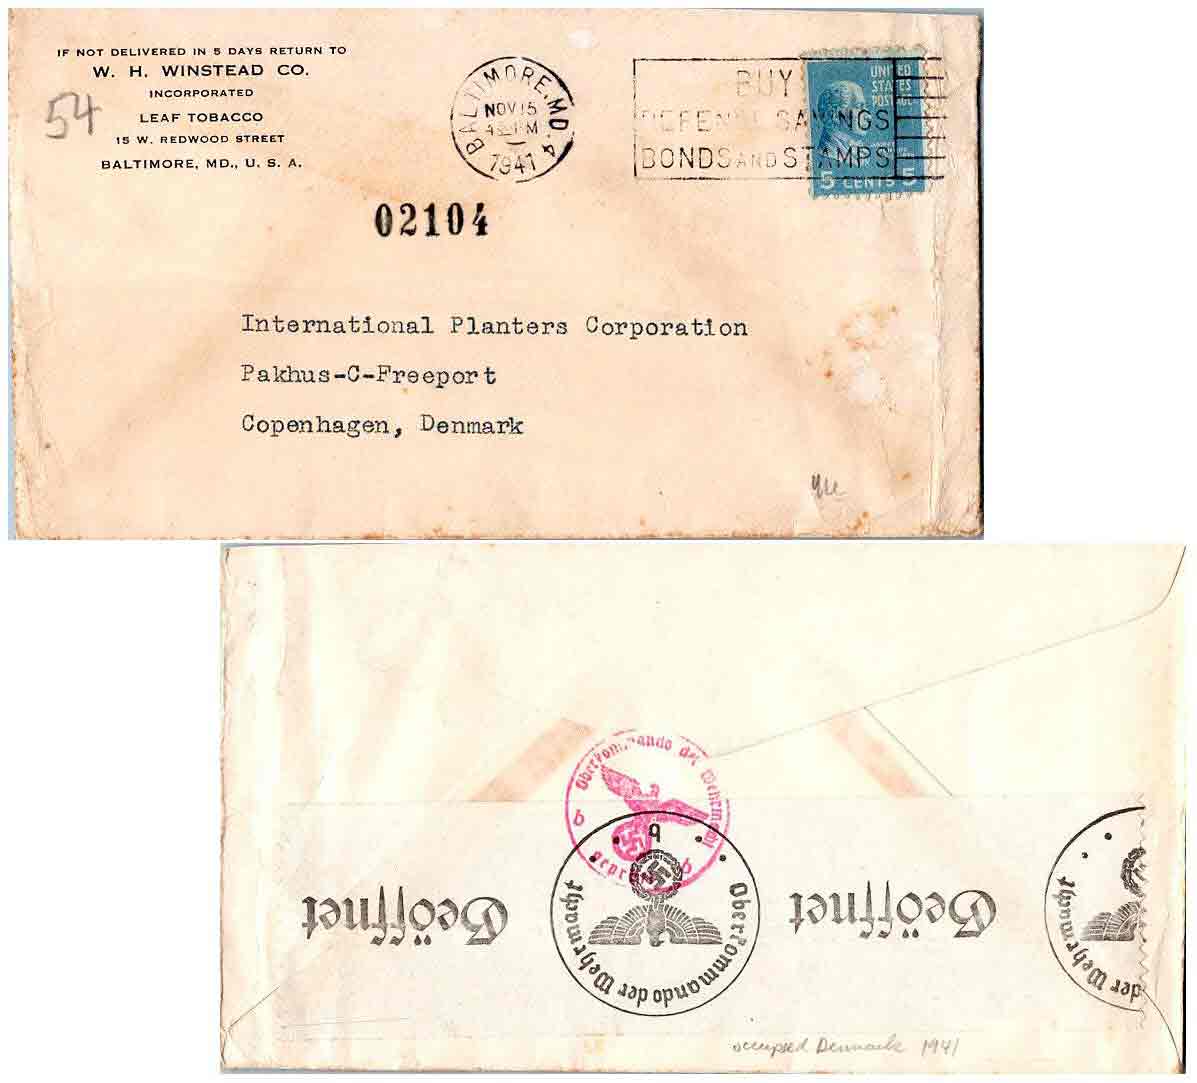 IF NOT DELIVERED IN 5 DAYS RETURN TO
W. H. WINSTEAD CO.
INCORPORATED
LEAF TOBACCO
15 W. REDWOOD STREET
BALTIMORE, MD., U. S. A.
54
BALTIMORE, MD. 4
NOV 15
1941
BUY
DEFENSE SAVINGS
BONDS AND STAMPS
UNITED
STATES
POSTAGE
5 CENTS 5
02104
International Planters Corporation
Pakhus-C-Freeport
Copenhagen, Denmark
Oberkommando der Wehrmacht
b b
geprüft
Geöffnet
b
Oberkommando der Wehrmacht
Geöffnet
der Wehrmacht
occupied Denmark 1941